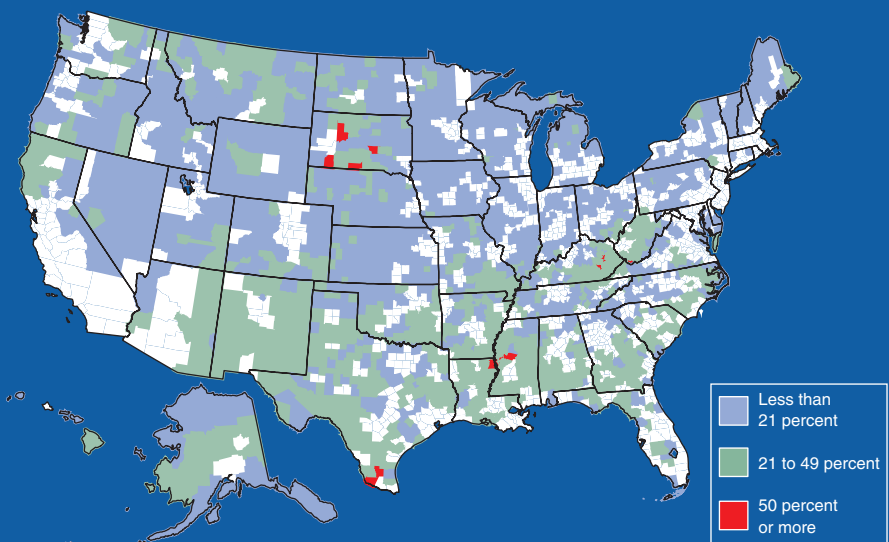 Less than
21 percent
21 to 49 percent
50 percent
or more